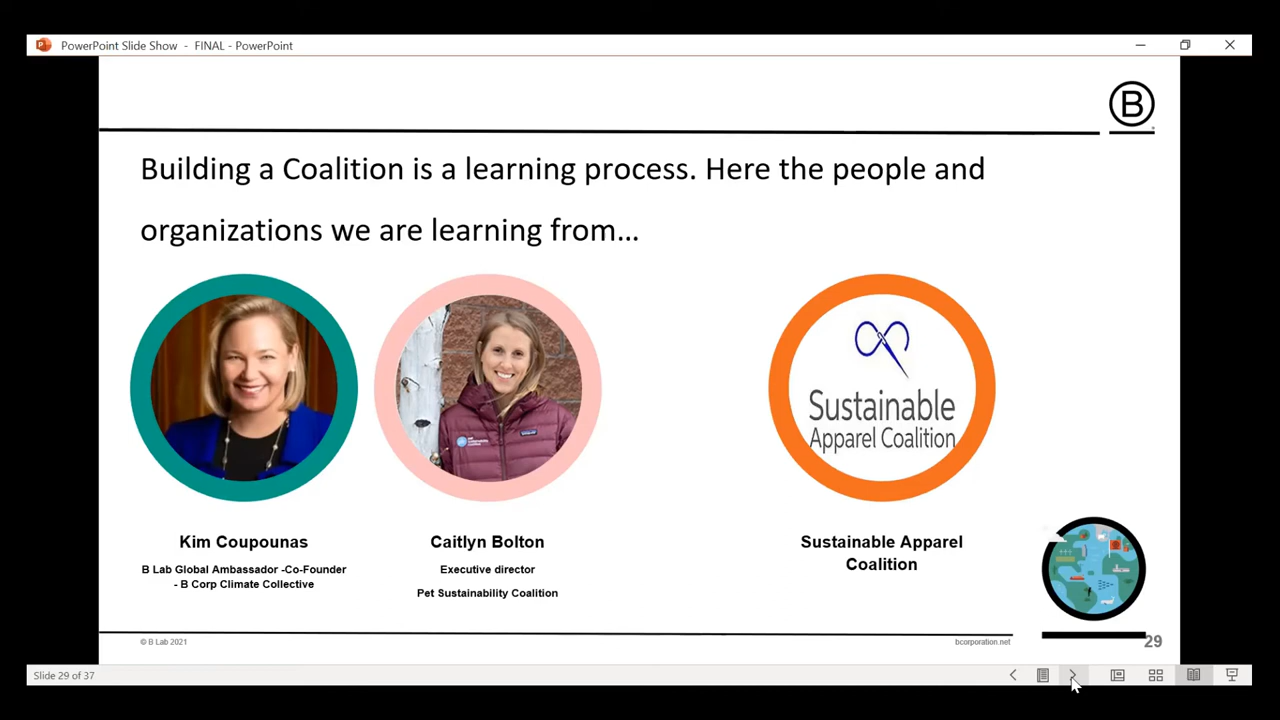 PowerPoint Slide Show - FINAL - PowerPoint
B
Building a Coalition is a learning process. Here the people and
organizations we are learning from...
Sustainable
Apparel Coalition
Kim Coupounas
B Lab Global Ambassador -Co-Founder
- B Corp Climate Collective
Caitlyn Bolton
Executive director
Pet Sustainability Coalition
Sustainable Apparel
Coalition
© B Lab 2021
bcorporation.net
29
Slide 29 of 37